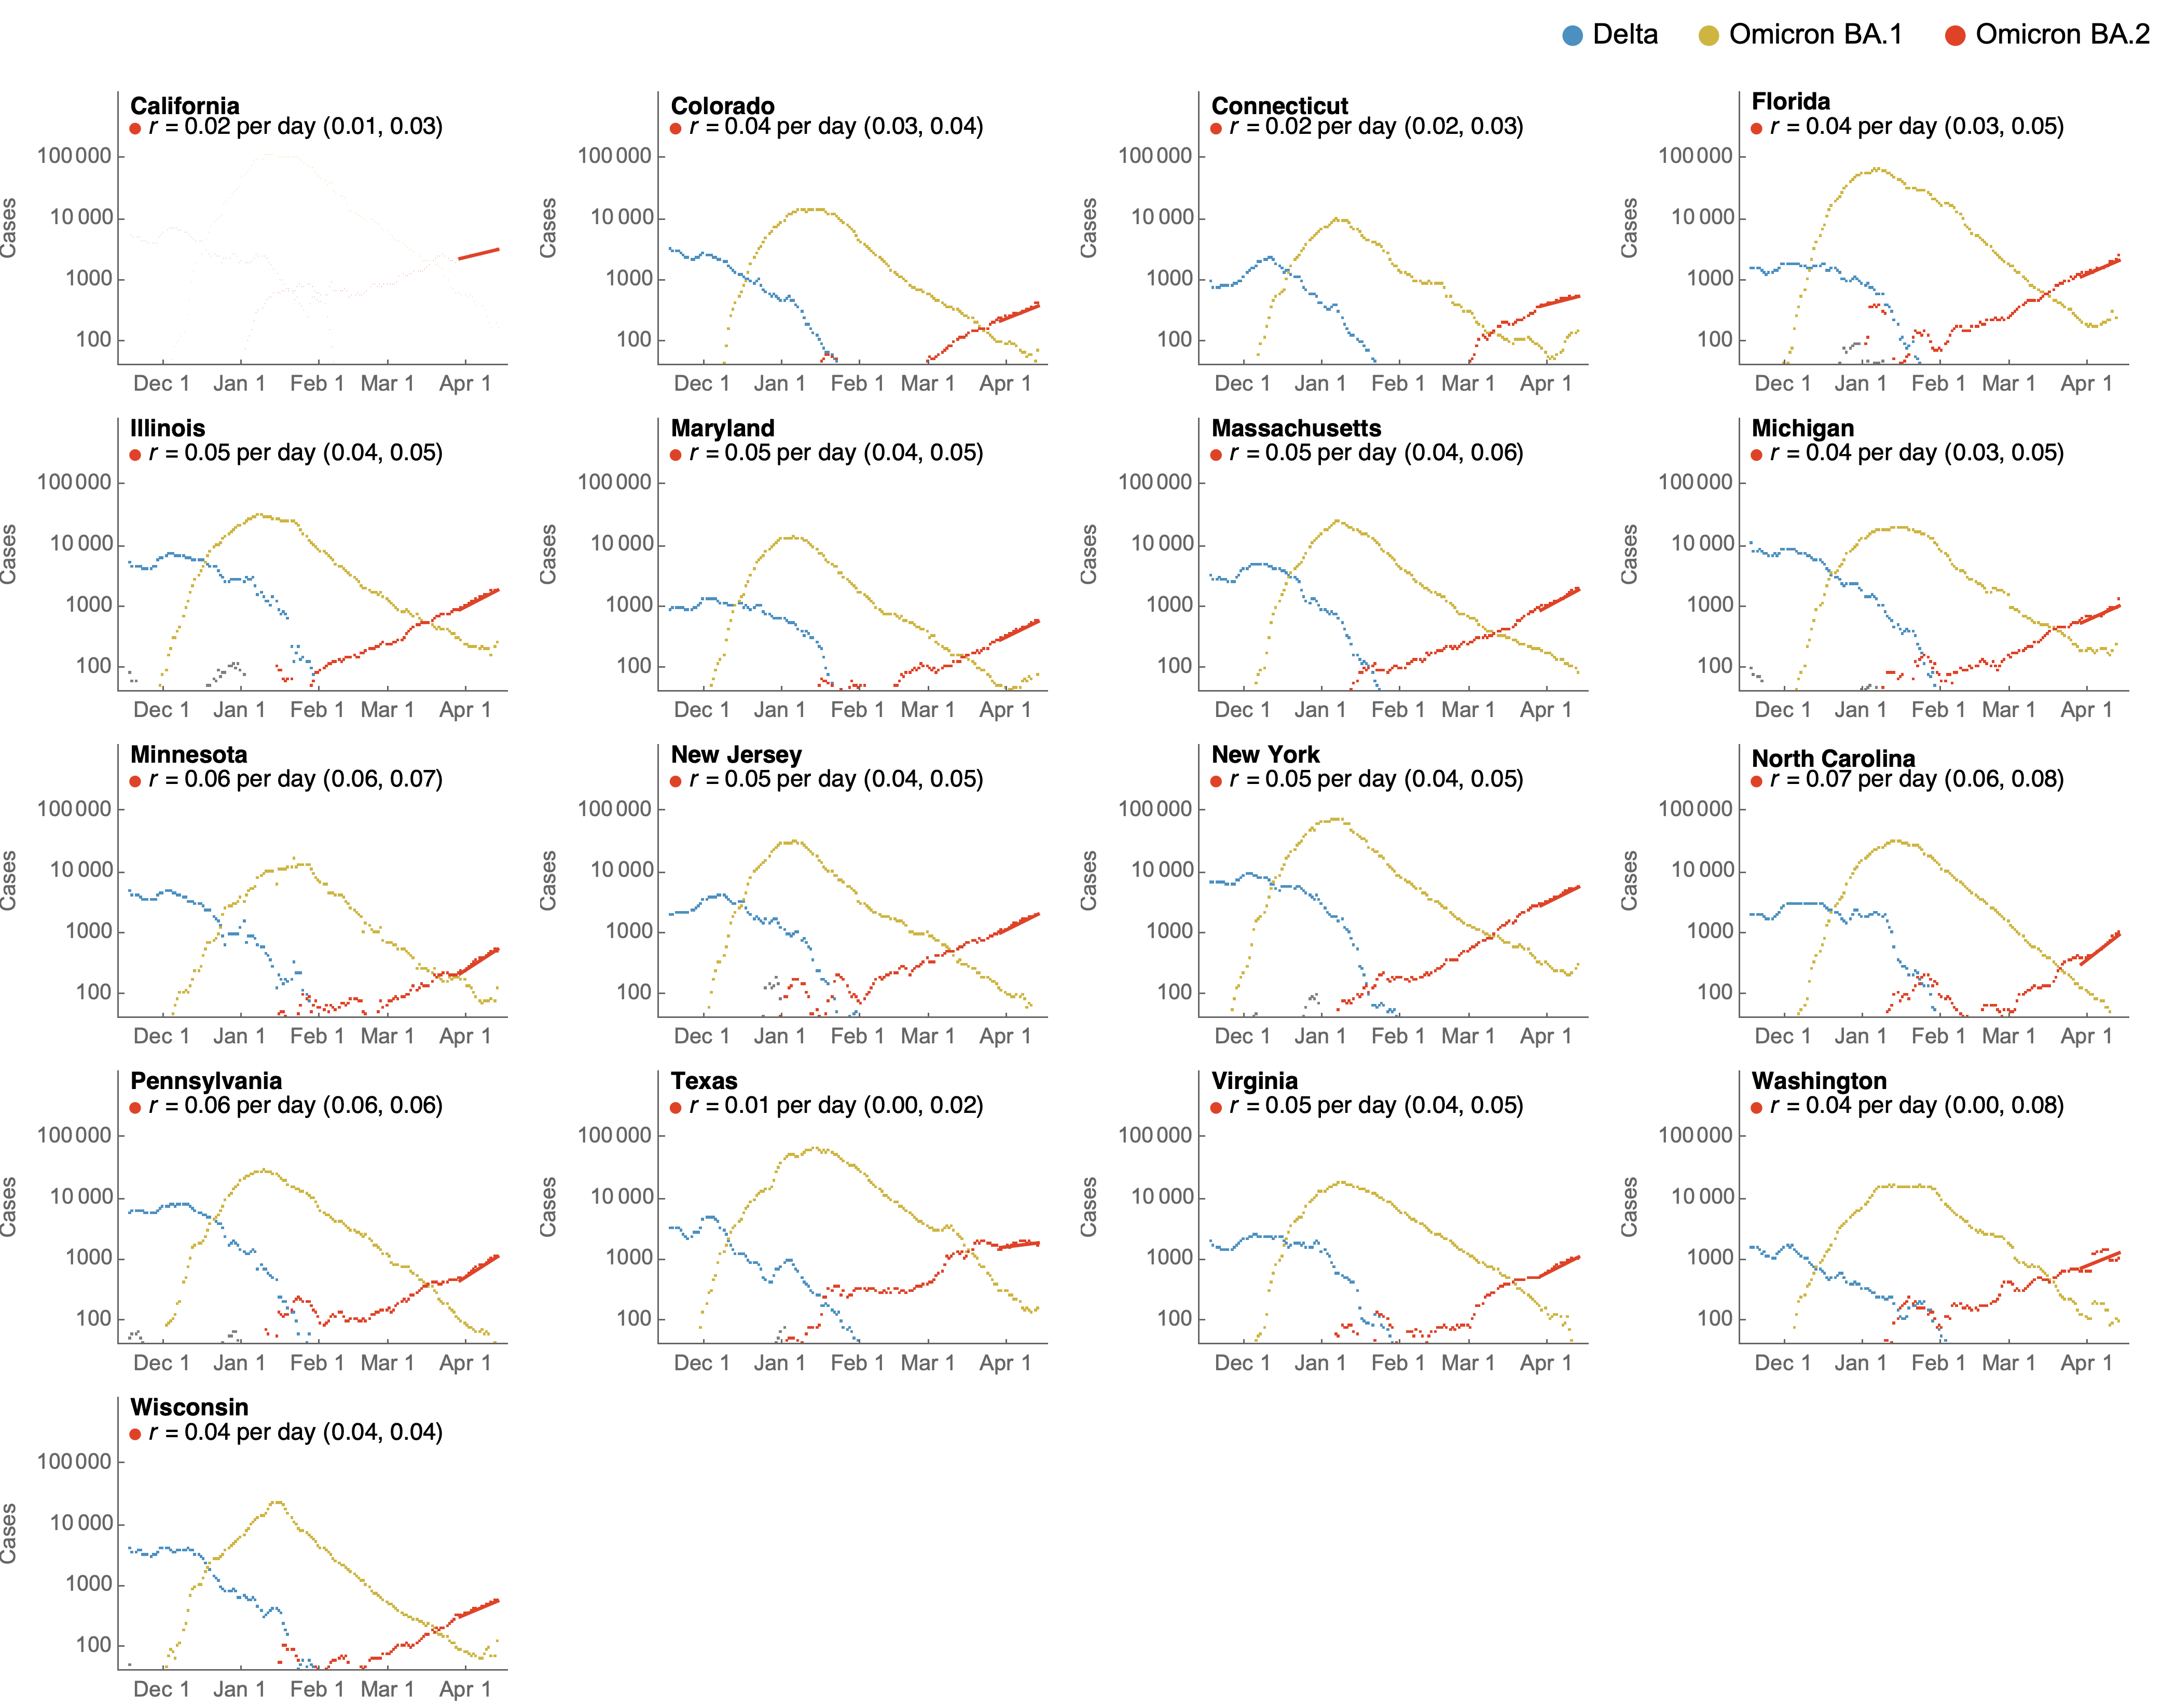 Delta Omicron BA.1 Omicron BA.2
California
r = 0.02 per day (0.01, 0.03)
Cases
100 000
10 000
1000
100
Dec 1 Jan 1 Feb 1 Mar 1 Apr 1
Colorado
r = 0.04 per day (0.03, 0.04)
Cases
100 000
10 000
1000
100
Dec 1 Jan 1 Feb 1 Mar 1 Apr 1
Connecticut
r = 0.02 per day (0.02, 0.03)
Cases
100 000
10 000
1000
100
Dec 1 Jan 1 Feb 1 Mar 1 Apr 1
Florida
r = 0.04 per day (0.03, 0.05)
Cases
100 000
10 000
1000
100
Dec 1 Jan 1 Feb 1 Mar 1 Apr 1
Illinois
r = 0.05 per day (0.04, 0.05)
Cases
100 000
10 000
1000
100
Dec 1 Jan 1 Feb 1 Mar 1 Apr 1
Maryland
r = 0.05 per day (0.04, 0.05)
Cases
100 000
10 000
1000
100
Dec 1 Jan 1 Feb 1 Mar 1 Apr 1
Massachusetts
r = 0.05 per day (0.04, 0.06)
Cases
100 000
10 000
1000
100
Dec 1 Jan 1 Feb 1 Mar 1 Apr 1
Michigan
r = 0.04 per day (0.03, 0.05)
Cases
100 000
10 000
1000
100
Dec 1 Jan 1 Feb 1 Mar 1 Apr 1
Minnesota
r = 0.06 per day (0.06, 0.07)
Cases
100 000
10 000
1000
100
Dec 1 Jan 1 Feb 1 Mar 1 Apr 1
New Jersey
r = 0.05 per day (0.04, 0.05)
Cases
100 000
10 000
1000
100
Dec 1 Jan 1 Feb 1 Mar 1 Apr 1
New York
r = 0.05 per day (0.04, 0.05)
Cases
100 000
10 000
1000
100
Dec 1 Jan 1 Feb 1 Mar 1 Apr 1
North Carolina
r = 0.07 per day (0.06, 0.08)
Cases
100 000
10 000
1000
100
Dec 1 Jan 1 Feb 1 Mar 1 Apr 1
Pennsylvania
r = 0.06 per day (0.06, 0.06)
Cases
100 000
10 000
1000
100
Dec 1 Jan 1 Feb 1 Mar 1 Apr 1
Texas
r = 0.01 per day (0.00, 0.02)
Cases
100 000
10 000
1000
100
Dec 1 Jan 1 Feb 1 Mar 1 Apr 1
Virginia
r = 0.05 per day (0.04, 0.05)
Cases
100 000
10 000
1000
100
Dec 1 Jan 1 Feb 1 Mar 1 Apr 1
Washington
r = 0.04 per day (0.00, 0.08)
Cases
100 000
10 000
1000
100
Dec 1 Jan 1 Feb 1 Mar 1 Apr 1
Wisconsin
r = 0.04 per day (0.04, 0.04)
Cases
100 000
10 000
1000
100
Dec 1 Jan 1 Feb 1 Mar 1 Apr 1